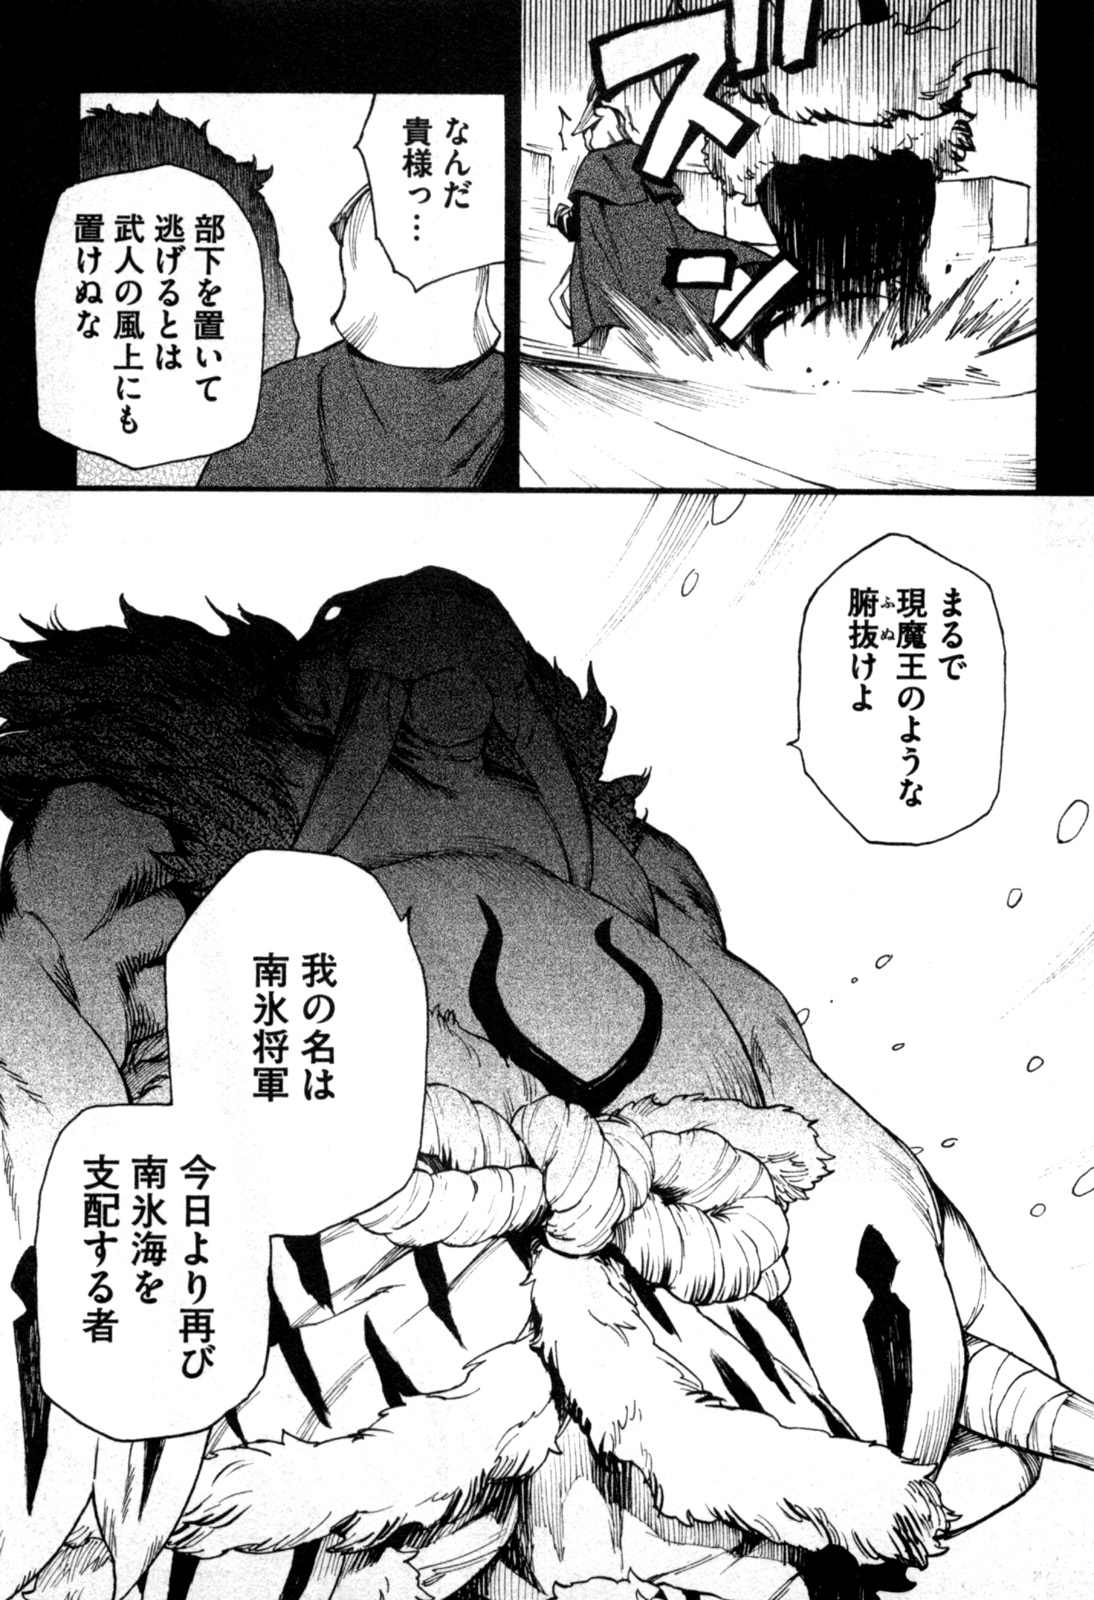 ズズン
なんだ
貴様っ…
部下を置いて
逃げるとは
武人の風上にも
置けぬな
まるで
現魔王のような
腑抜けよ
ふぬ
我の名は
南氷将軍
今日より再び
南氷海を
支配する者